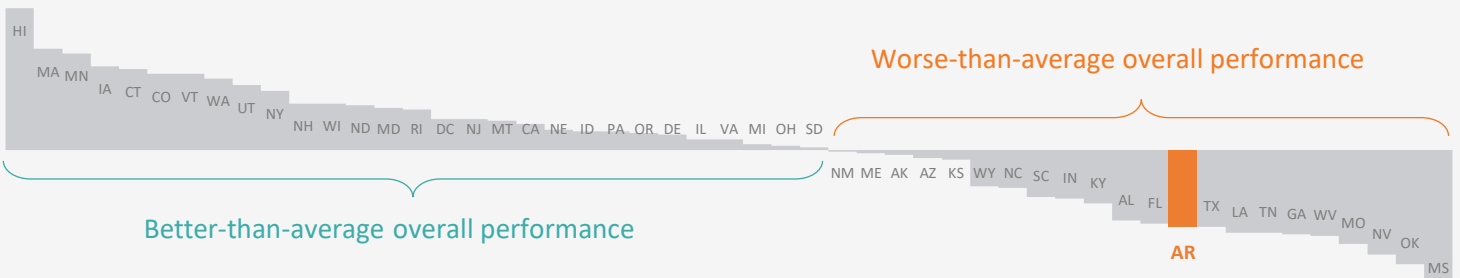 HI
MA MN IA CT CO VT WA UT NY NH WI ND MD RI DC NJ MT CA NE ID PA OR DE IL VA MI OH SD
Worse-than-average overall performance
NM ME AK AZ KS WY NC SC IN KY AL FL AR TX LA TN GA WV MO NV OK MS
Better-than-average overall performance